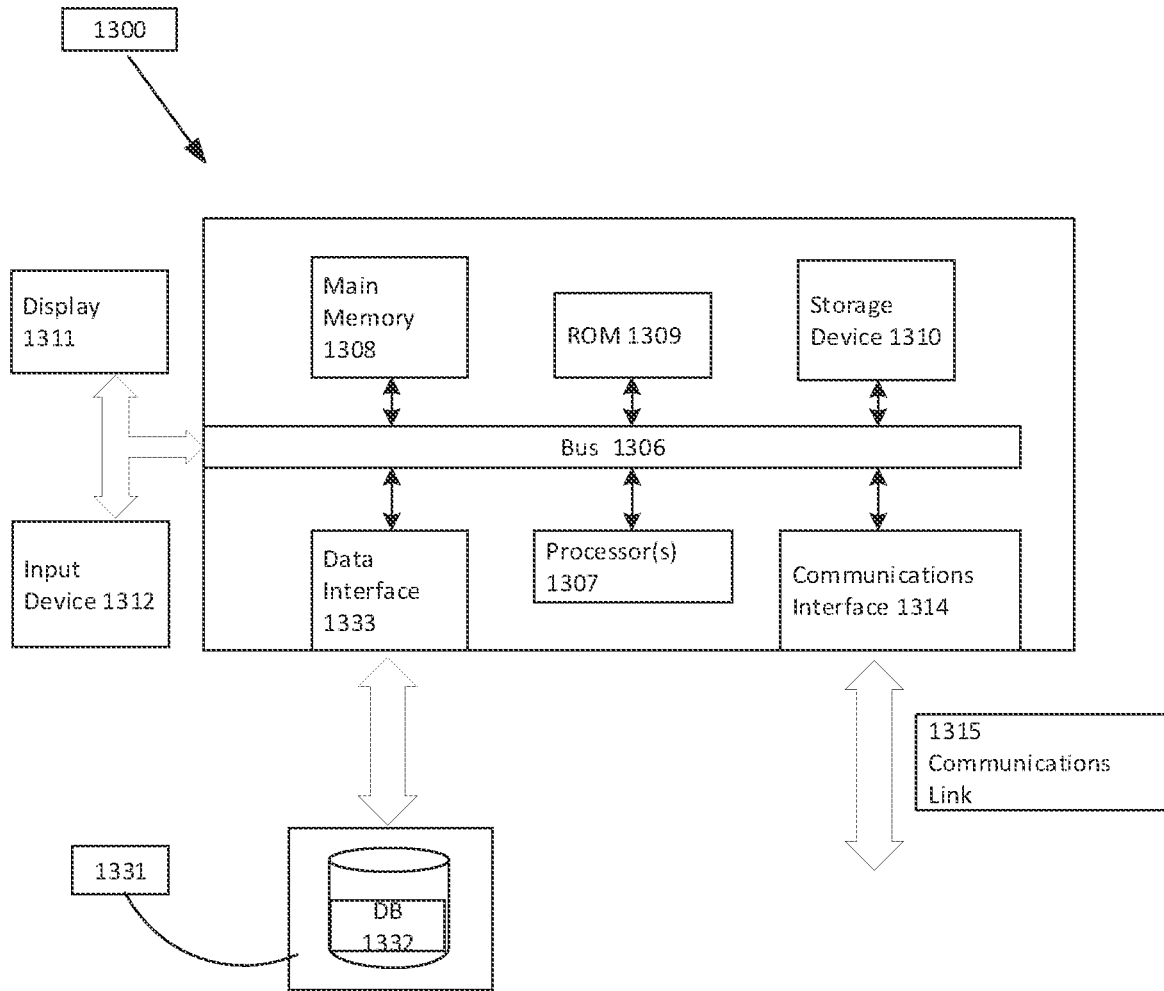 1300
Display
1311
Main
Memory
1308
ROM 1309
Storage
Device 1310
Bus 1306
Input
Device 1312
Data
Interface
1333
Processor(s)
1307
Communications
Interface 1314
1315
Communications
Link
1331
DB
1332